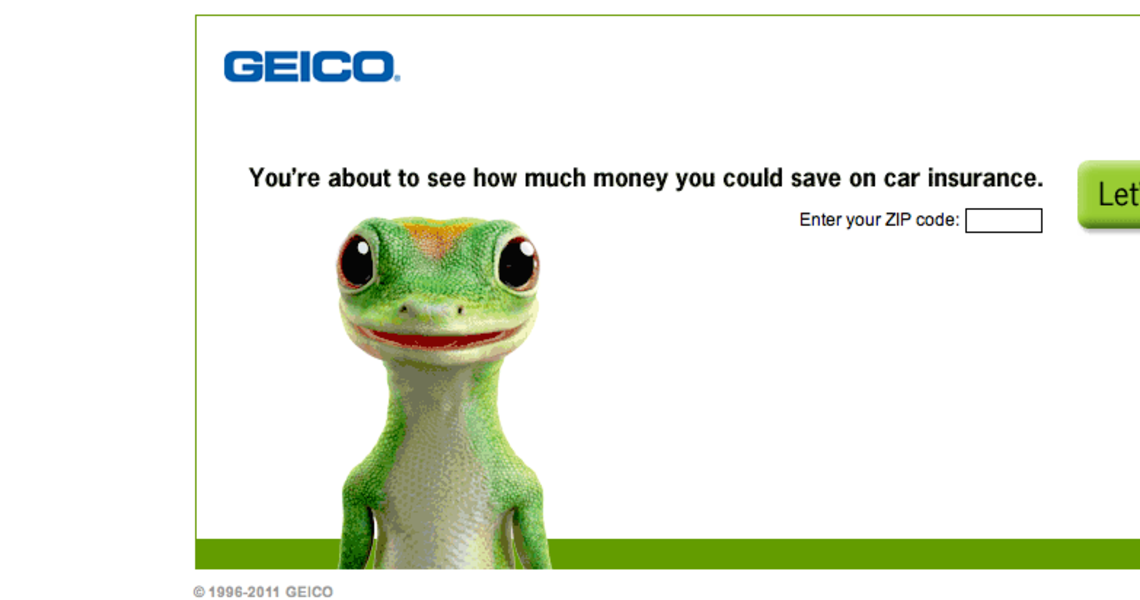 GEICO®
You're about to see how much money you could save on car insurance.
Enter your ZIP code:
Let'
© 1996-2011 GEICO